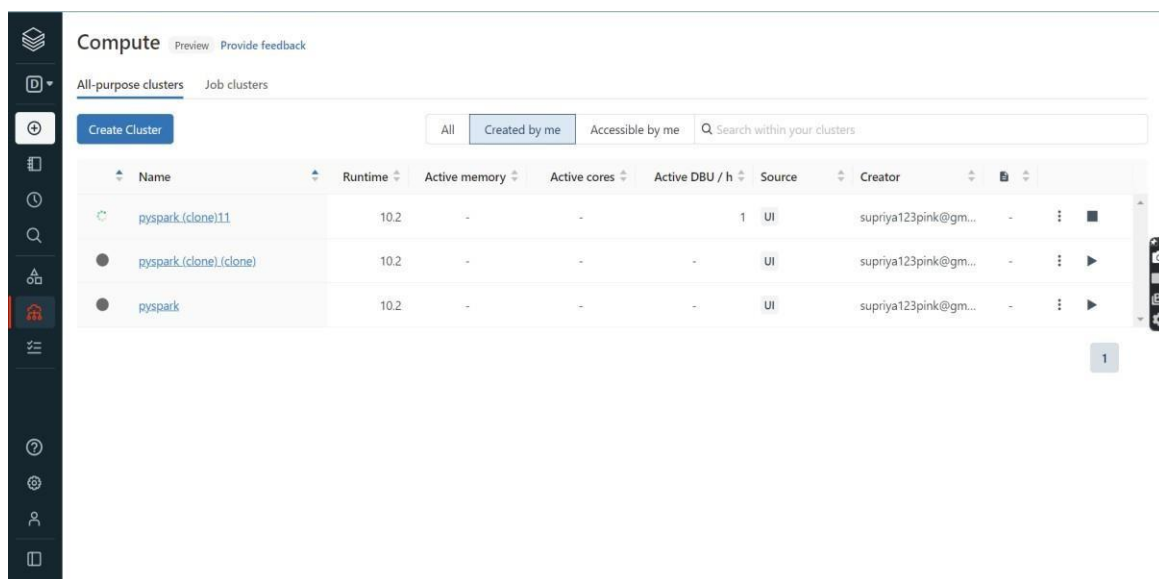 Compute Preview Provide feedback
D
All-purpose clusters Job clusters
Create Cluster All Created by me Accessible by me Search within your clusters
Name Runtime Active memory Active cores Active DBU / h Source Creator
pyspark (clone)11 10.2 - - 1 UI supriya123pink@gm... -
pyspark (clone) (clone) 10.2 - - - UI supriya123pink@gm... -
pyspark 10.2 - - - UI supriya123pink@gm... -
1